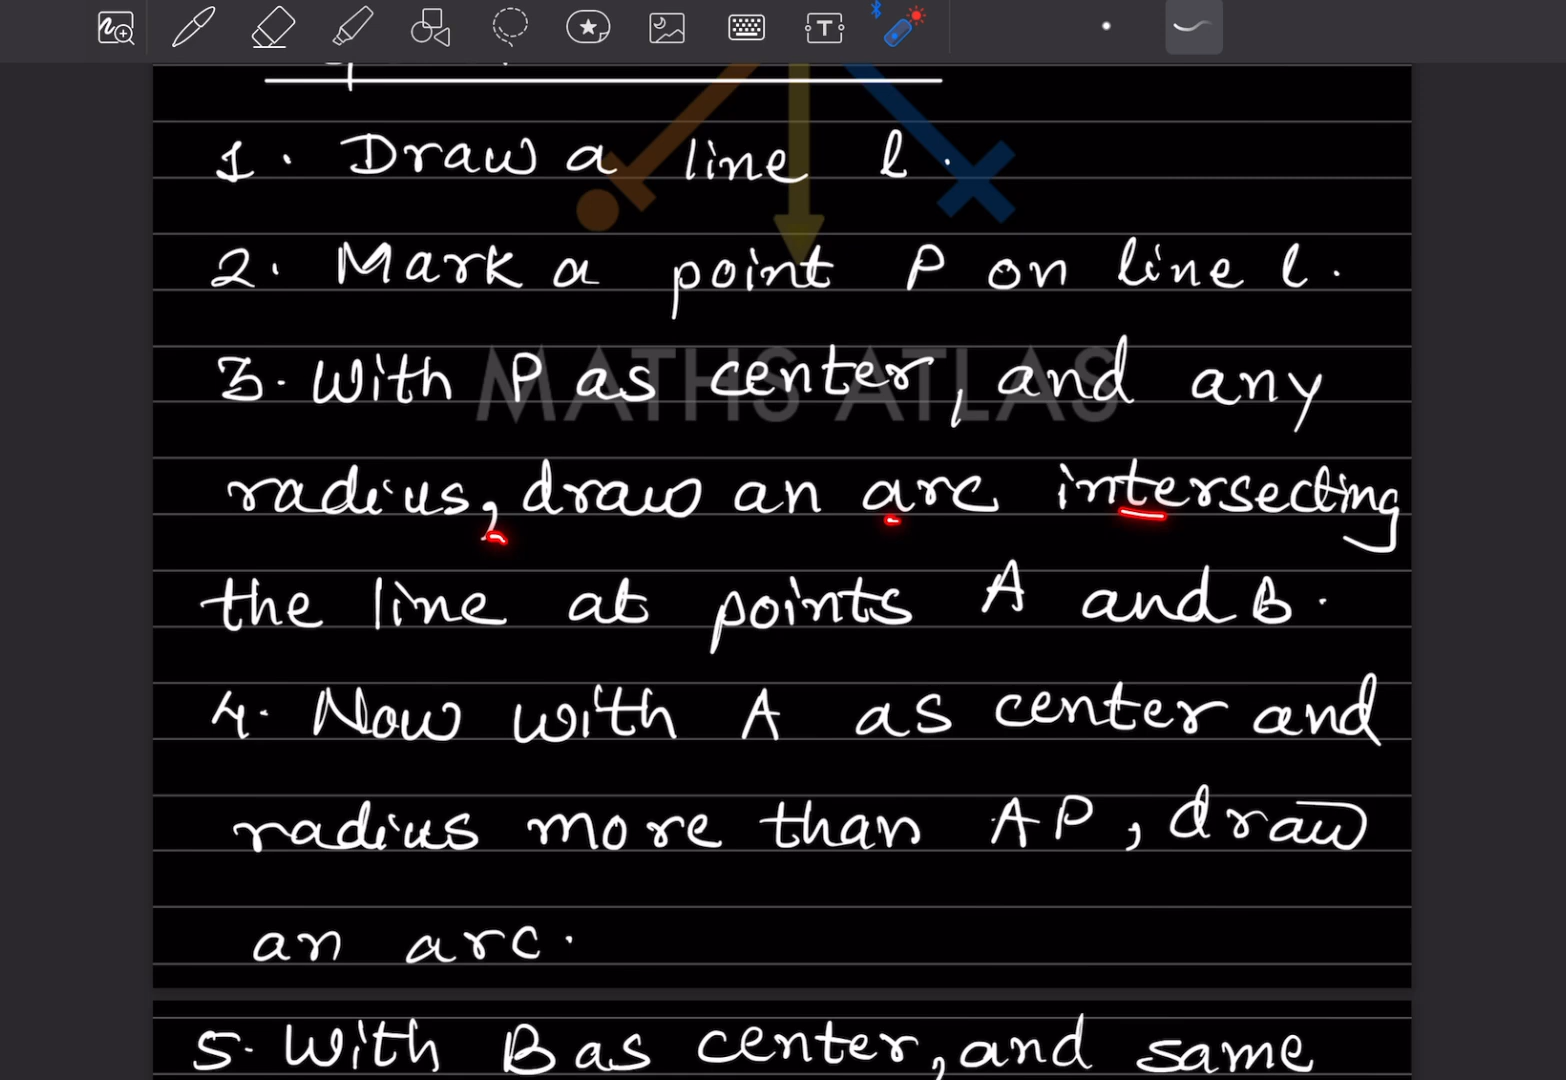 1. Draw a line l.
2. Mark a point P on line l.
MATHS ATLAS
3. With P as center, and any
radius, draw an arc intersecting
the line at points A and B.
4. Now with A as center and
radius more than AP, draw
an arc.
5. With B as center, and same